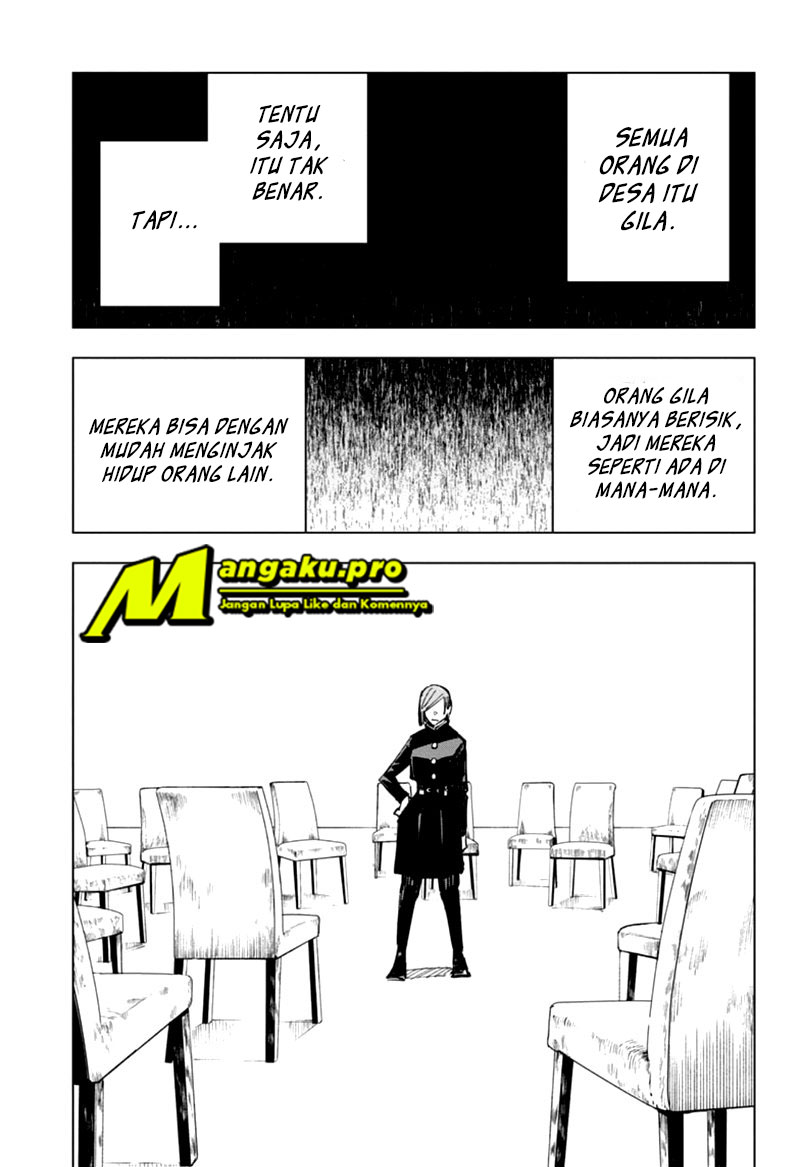 SEMUA
ORANG DI
DESA ITU
GILA.
TENTU
SAJA,
ITU TAK
BENAR.
TAPI...
ORANG GILA
BIASANYA BERISIK,
JADI MEREKA
SEPERTI ADA DI
MANA-MANA.
MEREKA BISA DENGAN
MUDAH MENGINJAK
HIDUP ORANG LAIN.
Mangaku.pro
Jangan Lupa Like dan Komennya